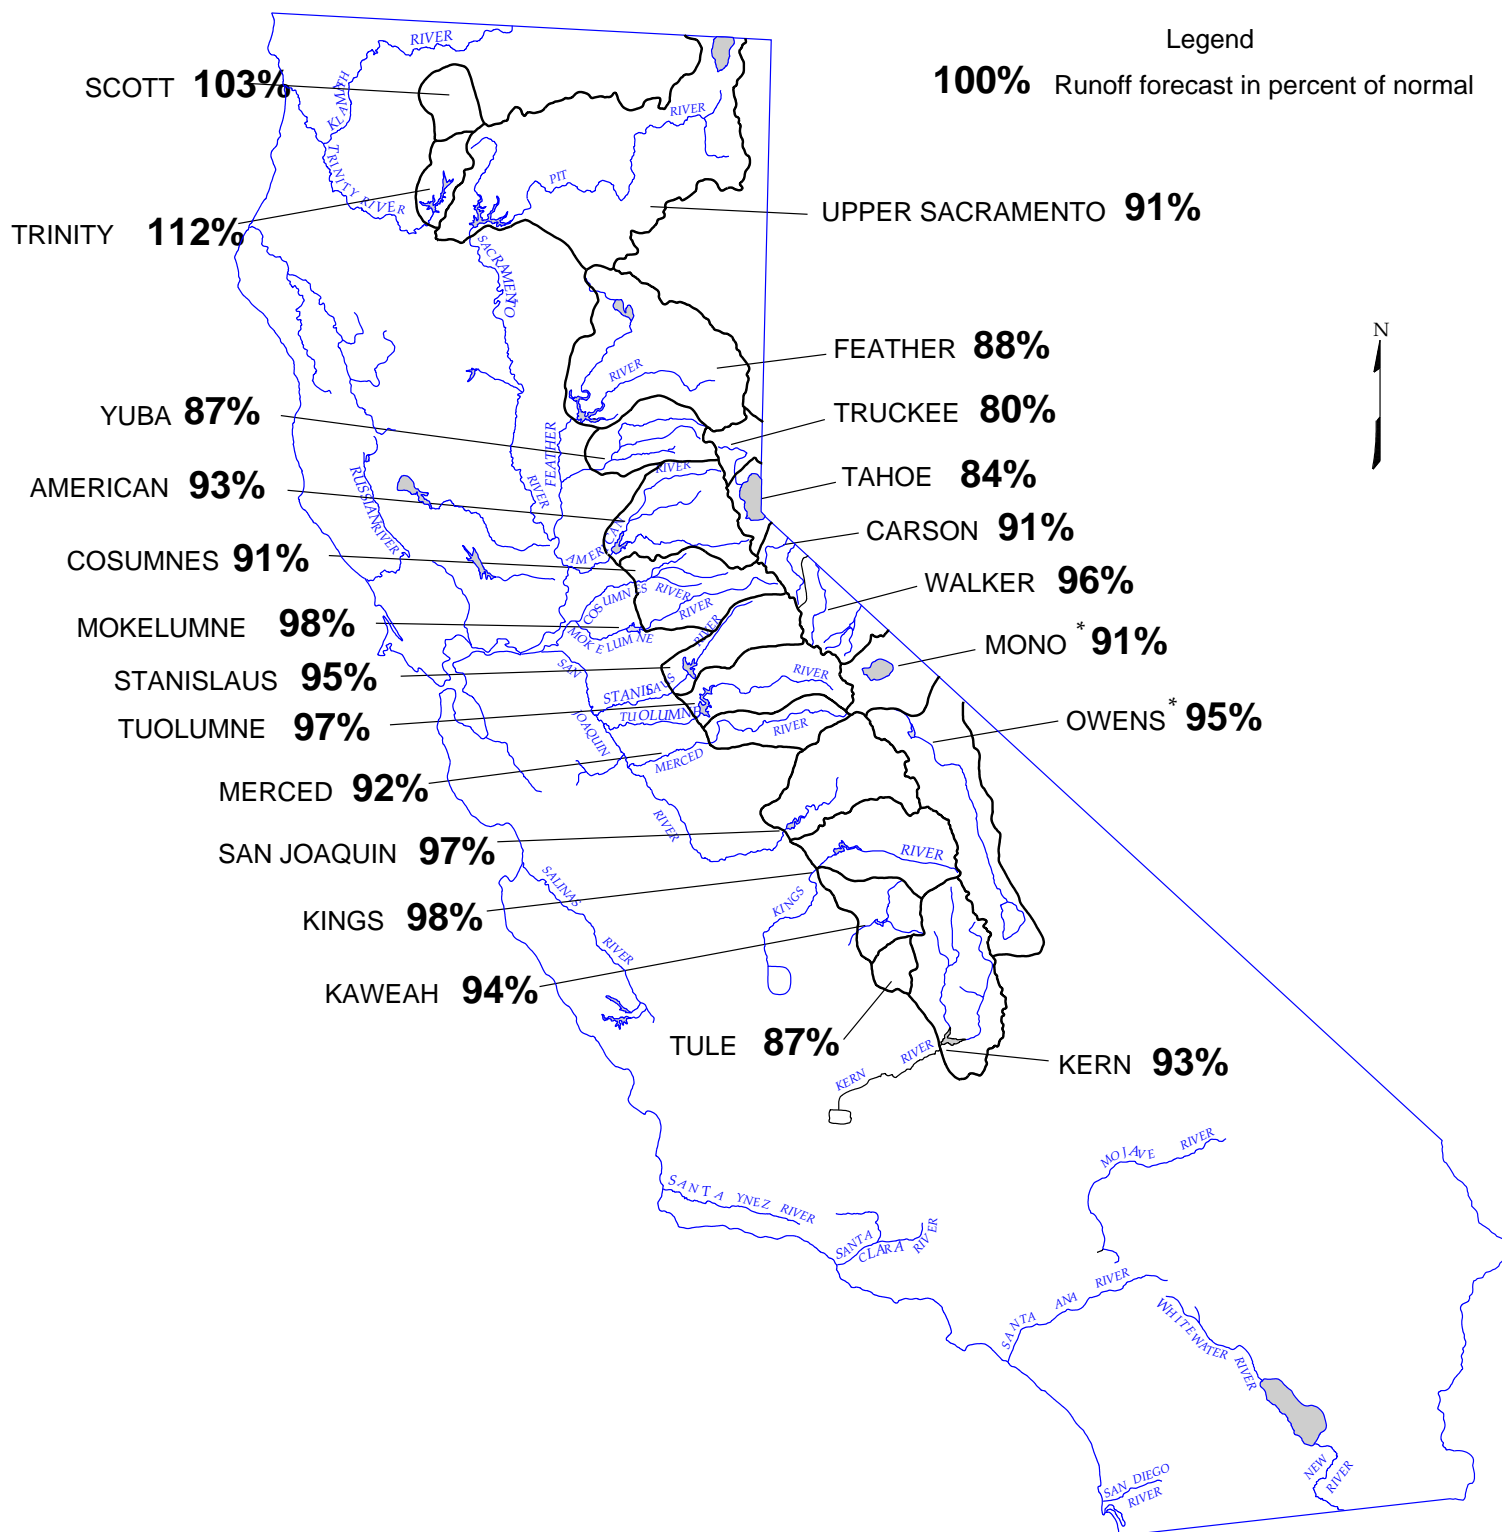 Legend
100% Runoff forecast in percent of normal
N
SCOTT 103%
TRINITY 112%
UPPER SACRAMENTO 91%
FEATHER 88%
YUBA 87%
TRUCKEE 80%
AMERICAN 93%
TAHOE 84%
COSUMNES 91%
CARSON 91%
WALKER 96%
MOKELUMNE 98%
MONO * 91%
STANISLAUS 95%
TUOLUMNE 97%
OWENS * 95%
MERCED 92%
SAN JOAQUIN 97%
KINGS 98%
KAWEAH 94%
TULE 87%
KERN 93%
RIVER
KLAMATH
TRINITY RIVER
PIT
RIVER
SACRAMENTO
RIVER
RIVER
FEATHER
RIVER
AMERICAN
RUSSIAN RIVER
COSUMNES RIVER
MOKELUMNE
RIVER
STANISLAUS
RIVER
TUOLUMNE
RIVER
SAN
JOAQUIN
RIVER
MERCED
RIVER
KINGS
RIVER
SALINAS
RIVER
KERN
RIVER
MOJAVE RIVER
SANTA YNEZ RIVER
SANTA
CLARA
RIVER
SANTA ANA RIVER
WHITEWATER RIVER
NEW
RIVER
SAN DIEGO
RIVER